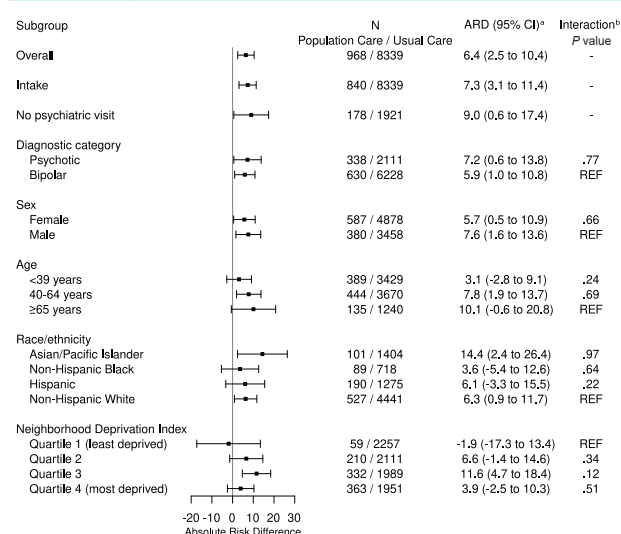 Subgroup N ARD (95% CI)ᵃ Interactionᵇ
Population Care / Usual Care P value
Overall 968 / 8339 6.4 (2.5 to 10.4) -
Intake 840 / 8339 7.3 (3.1 to 11.4) -
No psychiatric visit 178 / 1921 9.0 (0.6 to 17.4) -
Diagnostic category
Psychotic 338 / 2111 7.2 (0.6 to 13.8) .77
Bipolar 630 / 6228 5.9 (1.0 to 10.8) REF
Sex
Female 587 / 4878 5.7 (0.5 to 10.9) .66
Male 380 / 3458 7.6 (1.6 to 13.6) REF
Age
<39 years 389 / 3429 3.1 (-2.8 to 9.1) .24
40-64 years 444 / 3670 7.8 (1.9 to 13.7) .69
≥65 years 135 / 1240 10.1 (-0.6 to 20.8) REF
Race/ethnicity
Asian/Pacific Islander 101 / 1404 14.4 (2.4 to 26.4) .97
Non-Hispanic Black 89 / 718 3.6 (-5.4 to 12.6) .64
Hispanic 190 / 1275 6.1 (-3.3 to 15.5) .22
Non-Hispanic White 527 / 4441 6.3 (0.9 to 11.7) REF
Neighborhood Deprivation Index
Quartile 1 (least deprived) 59 / 2257 -1.9 (-17.3 to 13.4) REF
Quartile 2 210 / 2111 6.6 (-1.4 to 14.6) .34
Quartile 3 332 / 1989 11.6 (4.7 to 18.4) .12
Quartile 4 (most deprived) 363 / 1951 3.9 (-2.5 to 10.3) .51
-20 -10 0 10 20 30
Absolute Risk Difference